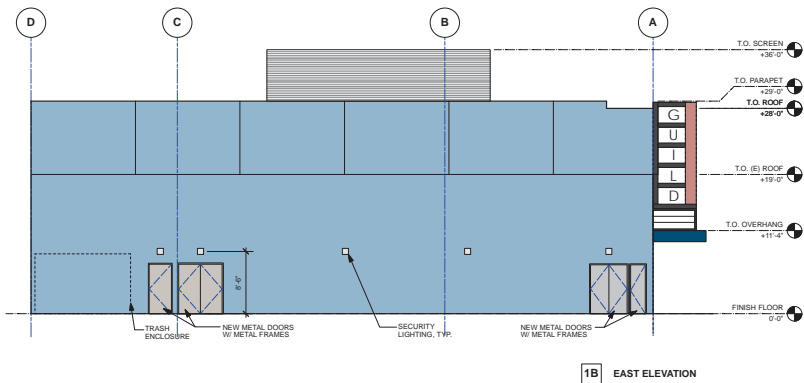 D
C
B
A
T.O. SCREEN
+36'-0"
T.O. PARAPET
+29'-0"
T.O. ROOF
+28'-0"
G
U
I
L
D
T.O. (E) ROOF
+19'-0"
T.O. OVERHANG
+11'-4"
8'-6"
FINISH FLOOR
0'-0"
TRASH
ENCLOSURE
NEW METAL DOORS
W/ METAL FRAMES
SECURITY
LIGHTING, TYP.
NEW METAL DOORS
W/ METAL FRAMES
1B EAST ELEVATION